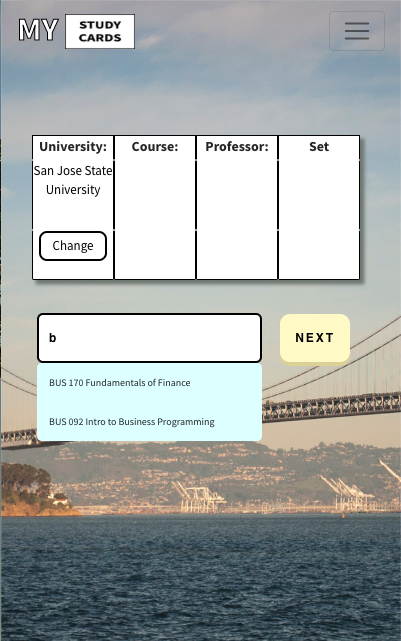 MY STUDY CARDS
University: Course: Professor: Set
San Jose State University
Change
b
NEXT
BUS 170 Fundamentals of Finance
BUS 092 Intro to Business Programming